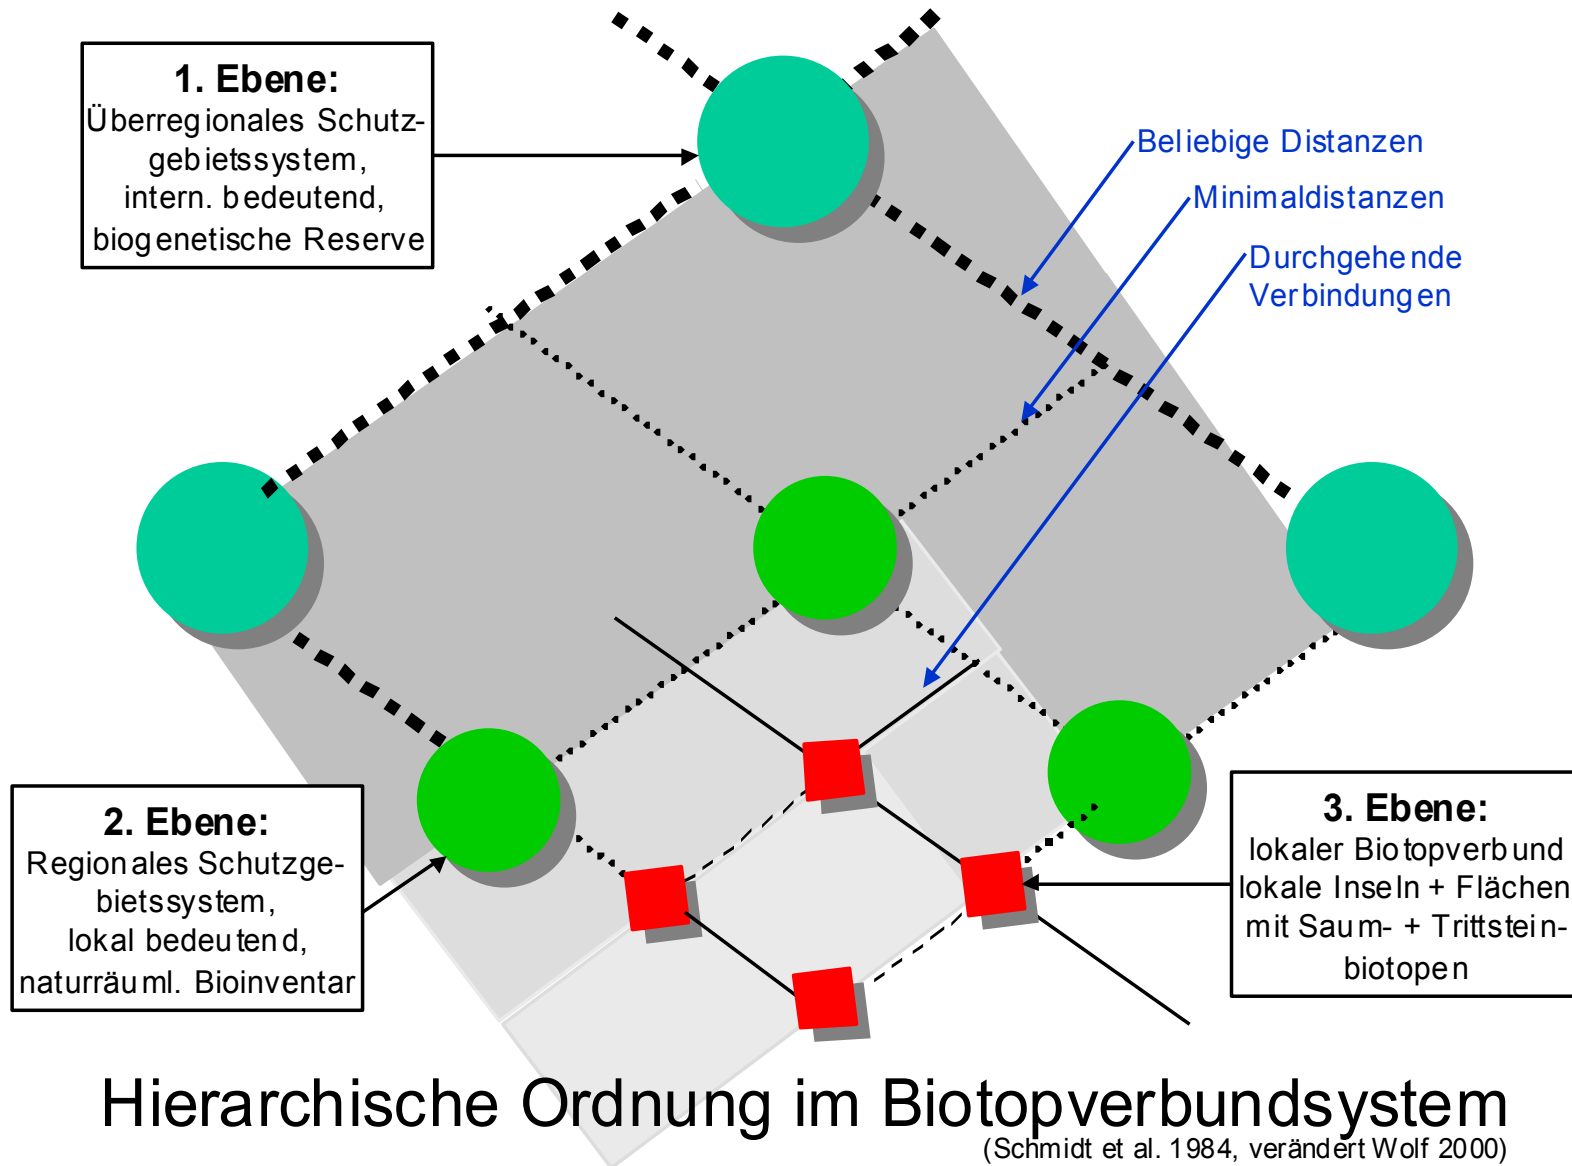 1. Ebene:
Überregionales Schutz-
gebietssystem,
intern. bedeutend,
biogenetische Reserve
Beliebige Distanzen
Minimaldistanzen
Durchgehende
Verbindungen
2. Ebene:
Regionales Schutzge-
bietssystem,
lokal bedeutend,
naturräuml. Bioinventar
3. Ebene:
lokaler Biotopverbund
lokale Inseln + Flächen
mit Saum- + Trittstein-
biotopen
Hierarchische Ordnung im Biotopverbundsystem
(Schmidt et al. 1984, verändert Wolf 2000)